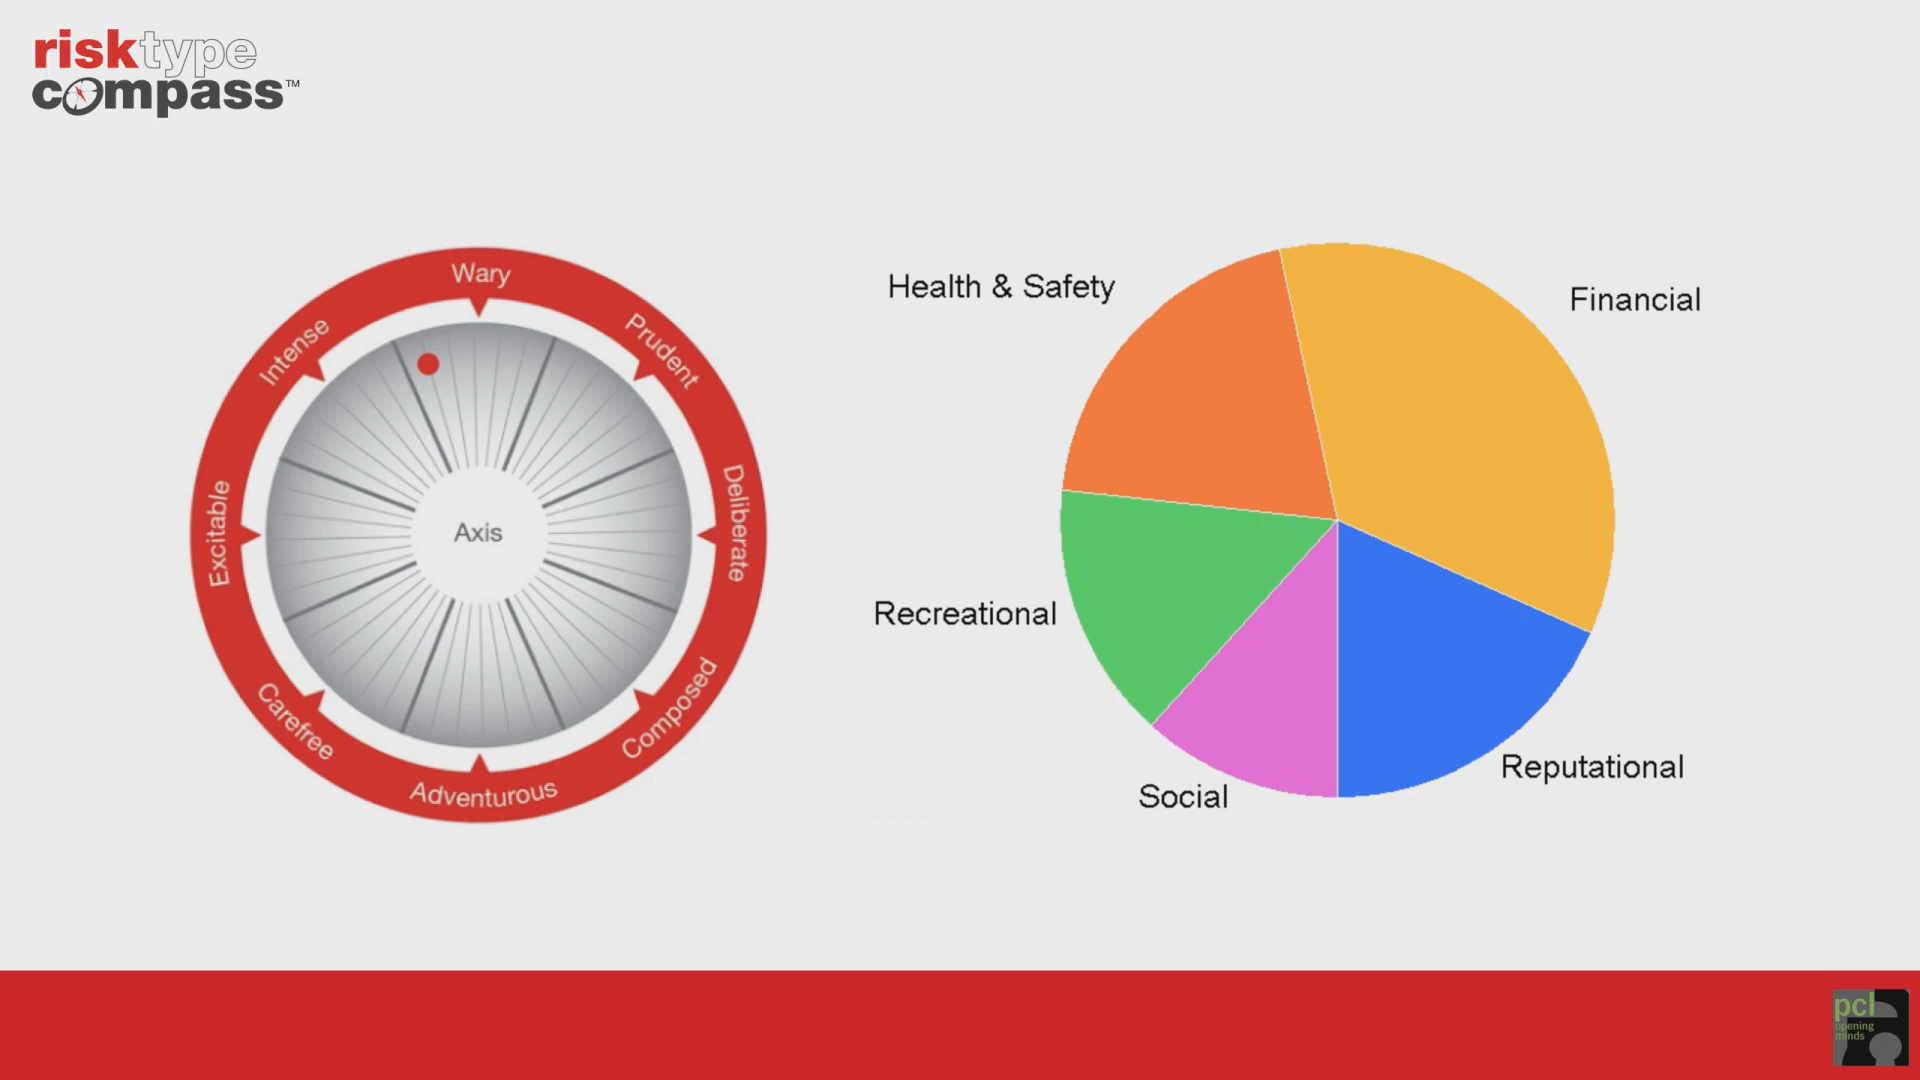 risktype
compass™
Wary
Prudent
Deliberate
Composed
Adventurous
Carefree
Excitable
Intense
Axis
Health & Safety
Financial
Recreational
Reputational
Social
pcl
opening
minds